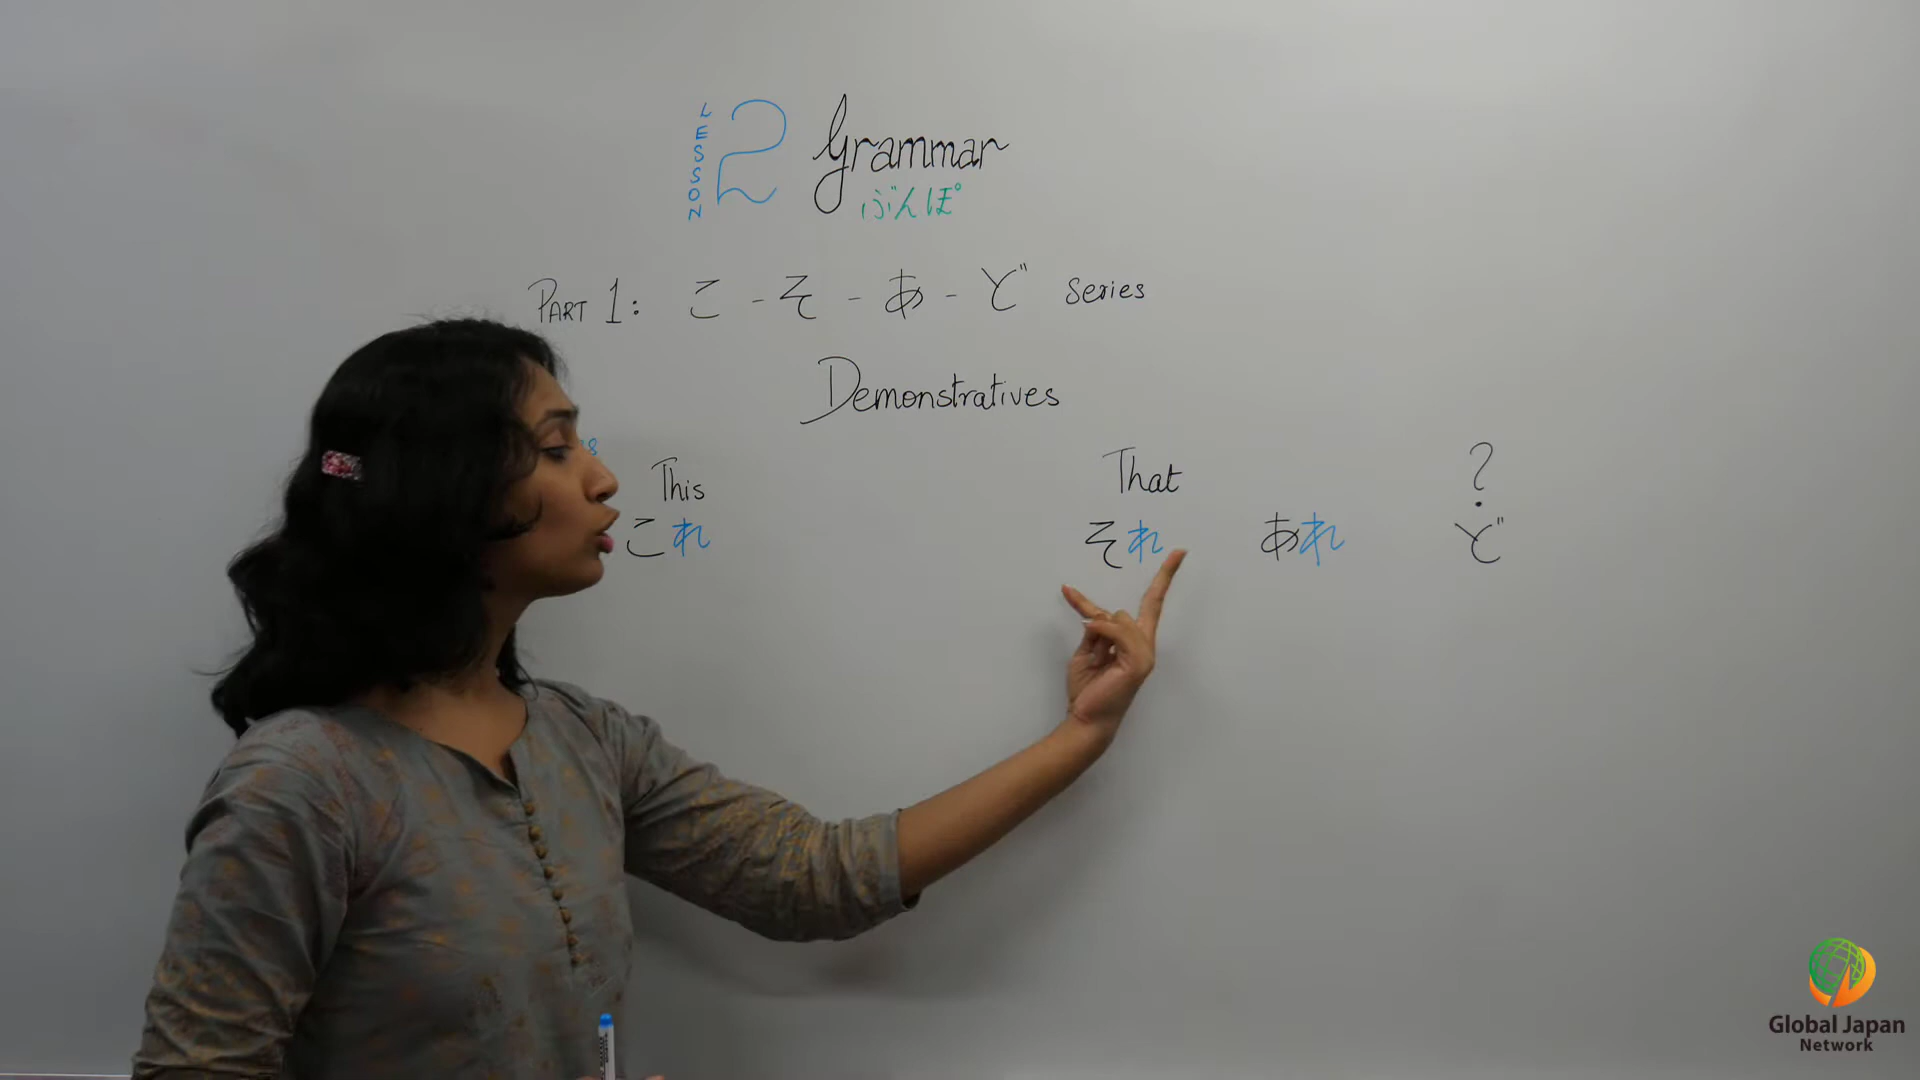 LESSON 2 Grammar
ぶんぽ
PART 1: こ - そ - あ - ど series
Demonstratives
This That ?
これ それ あれ ど
Global Japan
Network